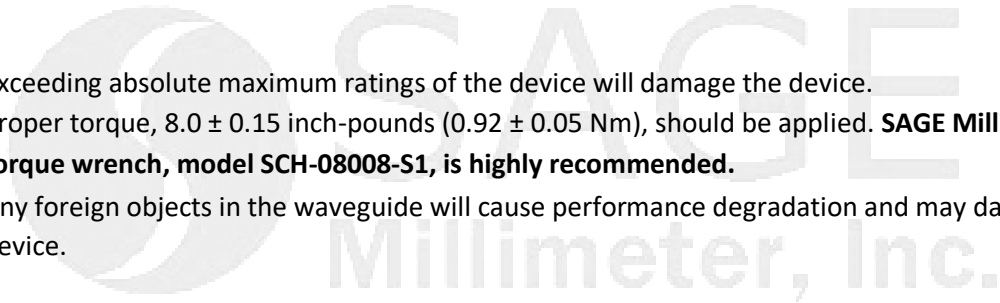 SAGE
xceeding absolute maximum ratings of the device will damage the device.
roper torque, 8.0 ± 0.15 inch-pounds (0.92 ± 0.05 Nm), should be applied. SAGE Mill
orque wrench, model SCH-08008-S1, is highly recommended.
ny foreign objects in the waveguide will cause performance degradation and may da
evice.
Millimeter, Inc.